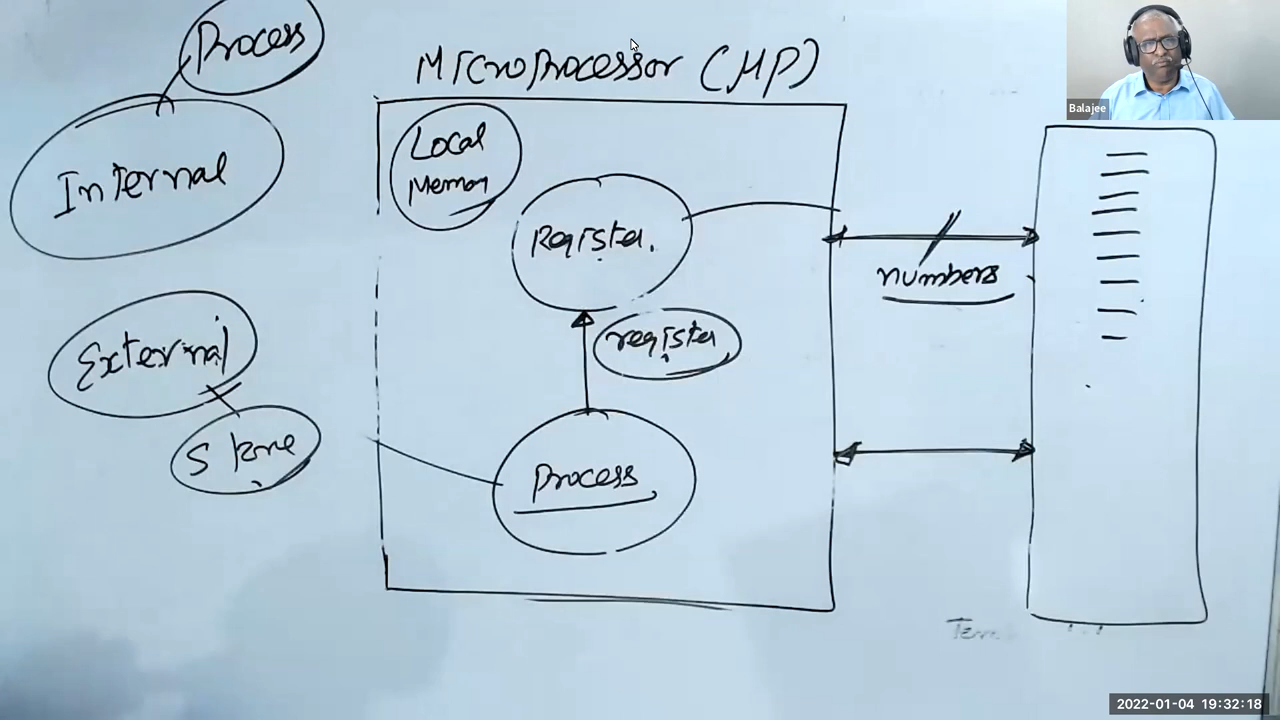 Process
Internal
External
Store
Microprocessor (MP)
Local
Memory
Register.
register
Process
numbers
Balajee
2022-01-04 19:32:18